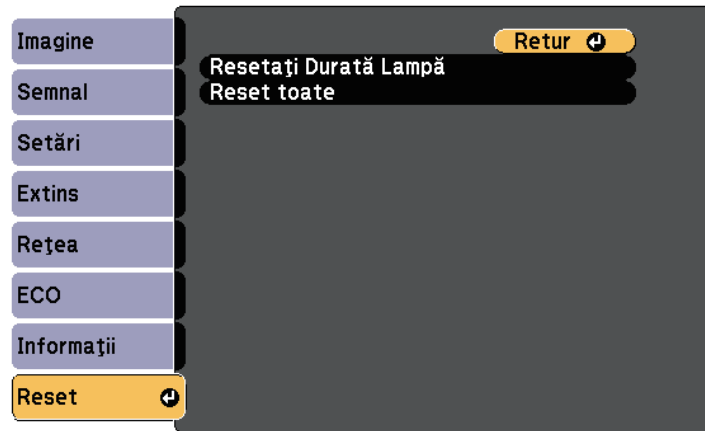 Imagine
Semnal
Setări
Extins
Reţea
ECO
Informaţii
Reset
Retur
Resetaţi Durată Lampă
Reset toate